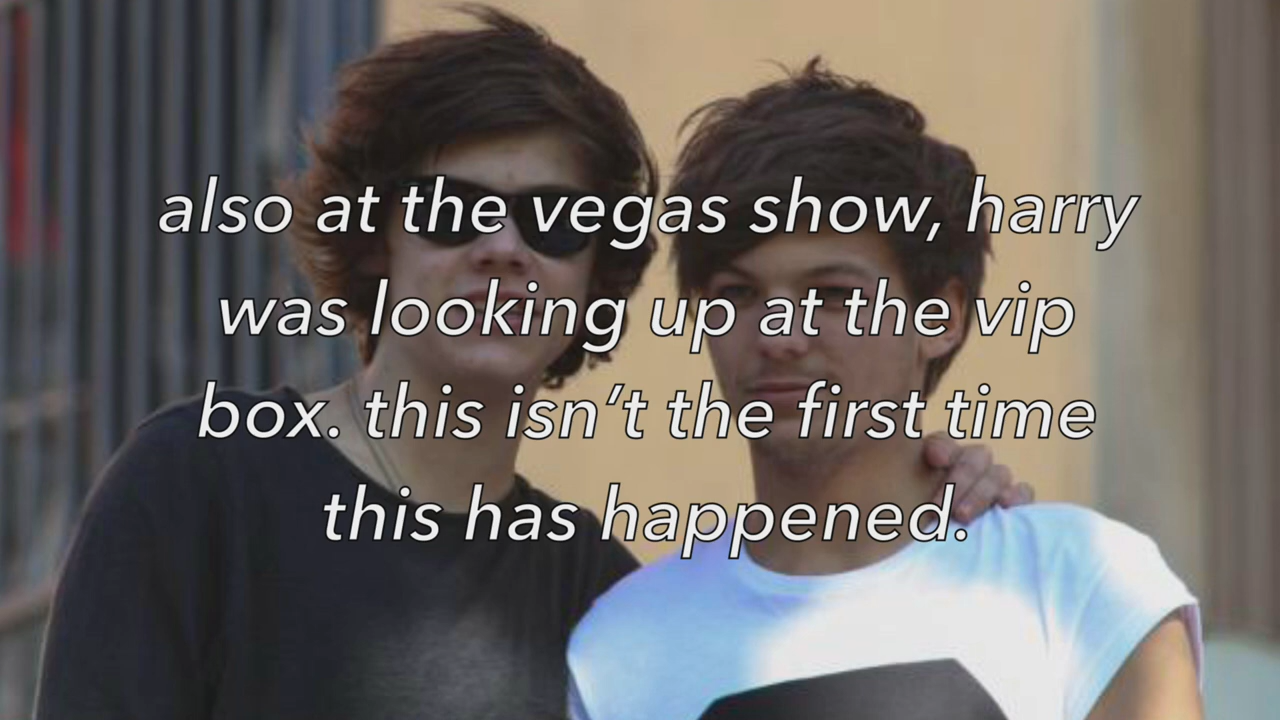 also at the vegas show, harry
was looking up at the vip
box. this isn’t the first time
this has happened.